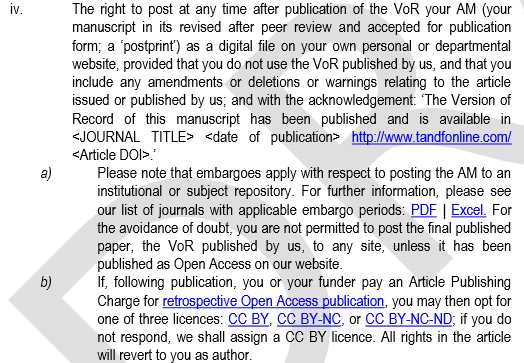 iv. The right to post at any time after publication of the VoR your AM (your
manuscript in its revised after peer review and accepted for publication
form; a ‘postprint’) as a digital file on your own personal or departmental
website, provided that you do not use the VoR published by us, and that you
include any amendments or deletions or warnings relating to the article
issued or published by us; and with the acknowledgement: ‘The Version of
Record of this manuscript has been published and is available in
<JOURNAL TITLE> <date of publication> http://www.tandfonline.com/
<Article DOI>.’
a) Please note that embargoes apply with respect to posting the AM to an
institutional or subject repository. For further information, please see
our list of journals with applicable embargo periods: PDF | Excel. For
the avoidance of doubt, you are not permitted to post the final published
paper, the VoR published by us, to any site, unless it has been
published as Open Access on our website.
b) If, following publication, you or your funder pay an Article Publishing
Charge for retrospective Open Access publication, you may then opt for
one of three licences: CC BY, CC BY-NC, or CC BY-NC-ND; if you do
not respond, we shall assign a CC BY licence. All rights in the article
will revert to you as author.